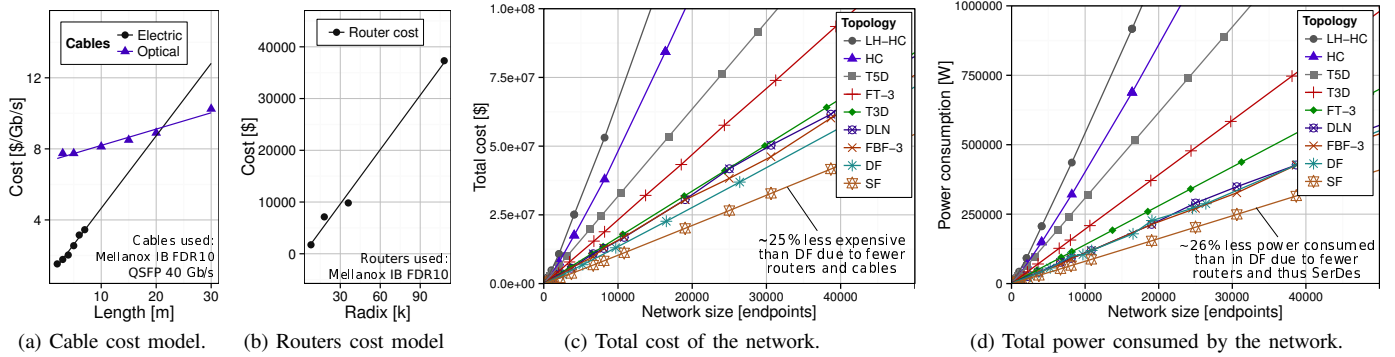 Cables
Electric
Optical
Cost [$/Gb/s]
12
8
4
10
20
30
Length [m]
Cables used:
Mellanox IB FDR10
QSFP 40 Gb/s
(a) Cable cost model.
Router cost
Cost [$]
40000
30000
20000
10000
0
30
60
90
Radix [k]
Routers used:
Mellanox IB FDR10
(b) Routers cost model
Total cost [$]
1.0e+08
7.5e+07
5.0e+07
2.5e+07
0.0e+00
0
10000
20000
30000
40000
Network size [endpoints]
Topology
LH−HC
HC
T5D
FT−3
T3D
DLN
FBF−3
DF
SF
~25% less expensive
than DF due to fewer
routers and cables
(c) Total cost of the network.
Power consumption [W]
1000000
750000
500000
250000
0
0
10000
20000
30000
40000
Network size [endpoints]
Topology
LH−HC
HC
T5D
T3D
FT−3
DLN
FBF−3
DF
SF
~26% less power consumed
than in DF due to fewer
routers and thus SerDes
(d) Total power consumed by the network.